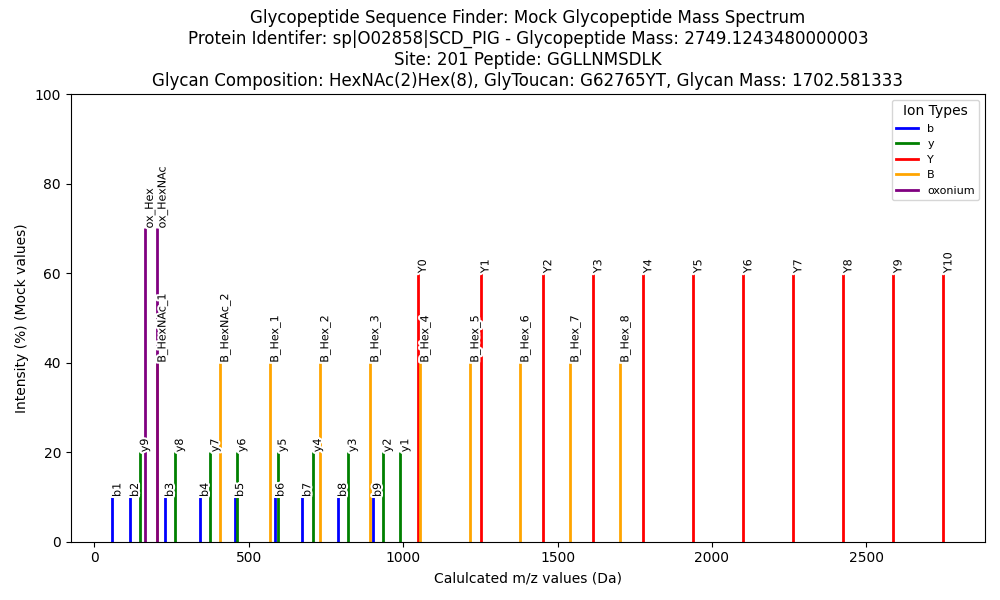 Glycopeptide Sequence Finder: Mock Glycopeptide Mass Spectrum
Protein Identifer: sp|O02858|SCD_PIG - Glycopeptide Mass: 2749.1243480000003
Site: 201 Peptide: GGLLNMSDLK
Glycan Composition: HexNAc(2)Hex(8), GlyToucan: G62765YT, Glycan Mass: 1702.581333
Intensity (%) (Mock values)
100
80
60
40
20
0
Ion Types
b
y
Y
B
oxonium
ox_Hex
ox_HexNAc
Y0
Y1
Y2
Y3
Y4
Y5
Y6
Y7
Y8
Y9
Y10
B_HexNAc_1
B_HexNAc_2
B_Hex_1
B_Hex_2
B_Hex_3
B_Hex_4
B_Hex_5
B_Hex_6
B_Hex_7
B_Hex_8
y9
y8
y7
y6
y5
y4
y3
y2
y1
b1
b2
b3
b4
b5
b6
b7
b8
b9
0
500
1000
1500
2000
2500
Calulcated m/z values (Da)